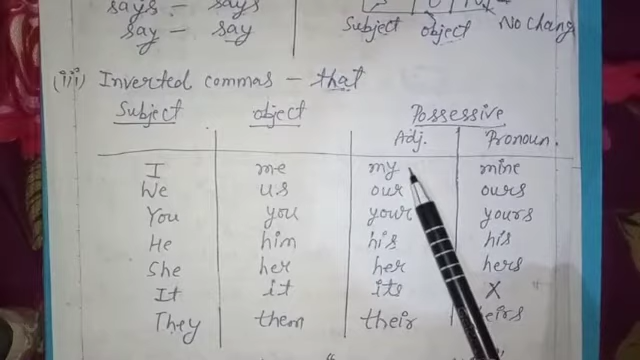 says - says
say - say
Subject object No Change
(iii) Inverted commas - that
Subject object Possessive
Adj. Pronoun.
I me my mine
We us our ours
You you your yours
He him his his
She her her hers
It it its X
They them their theirs